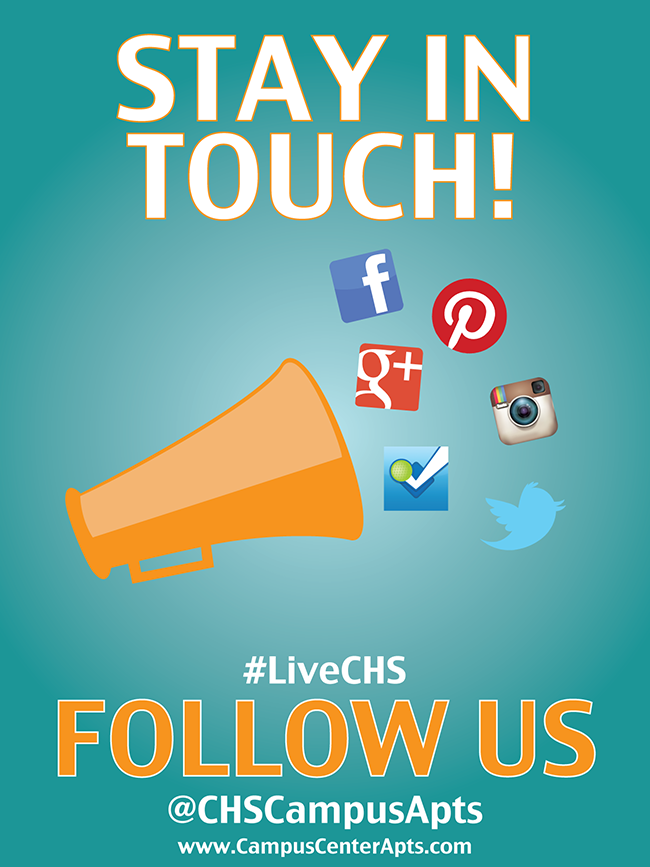 STAY IN
TOUCH!
f
g+
#LiveCHS
FOLLOW US
@CHSCampusApts
www.CampusCenterApts.com